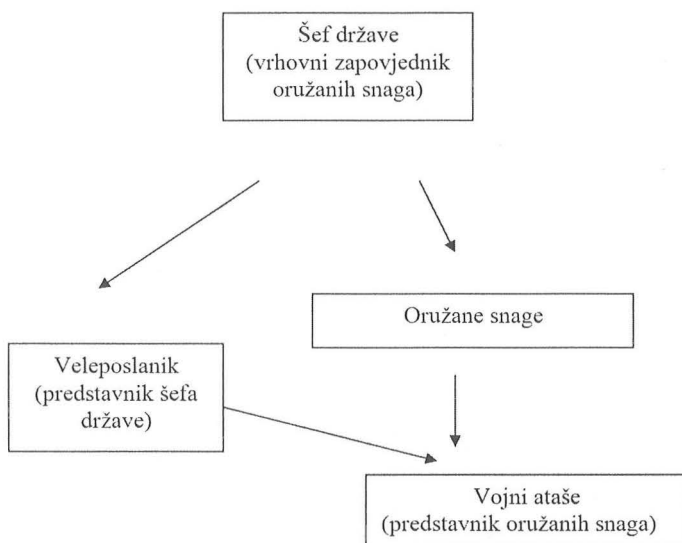 Šef države
(vrhovni zapovjednik
oružanih snaga)
Oružane snage
Veleposlanik
(predstavnik šefa
države)
Vojni ataše
(predstavnik oružanih snaga)